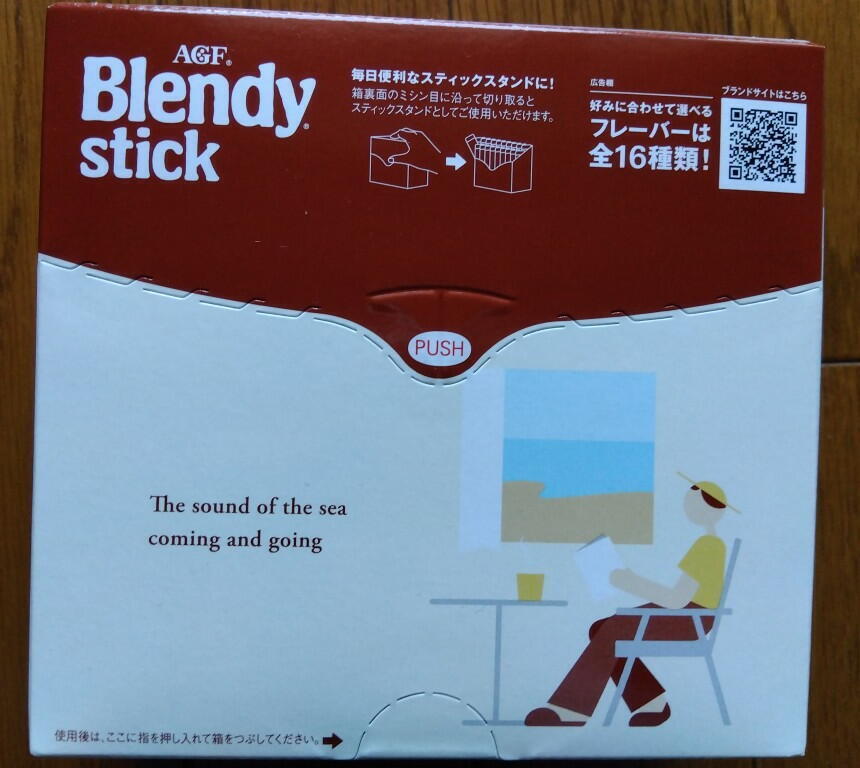 AGF®
Blendy®
stick
毎日便利なスティックスタンドに!
箱裏面のミシン目に沿って切り取ると
スティックスタンドとしてご使用いただけます。
広告欄
好みに合わせて選べる
フレーバーは
全16種類!
ブランドサイトはこちら
PUSH
The sound of the sea
coming and going
使用後は、ここに指を押し入れて箱をつぶしてください。